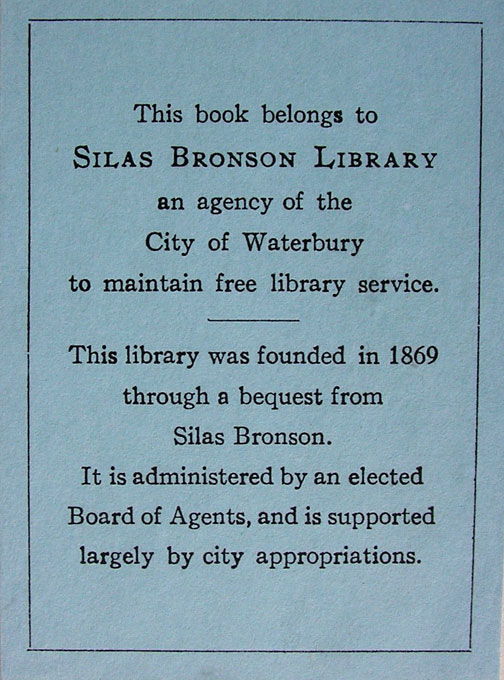 This book belongs to
SILAS BRONSON LIBRARY
an agency of the
City of Waterbury
to maintain free library service.
This library was founded in 1869
through a bequest from
Silas Bronson.
It is administered by an elected
Board of Agents, and is supported
largely by city appropriations.